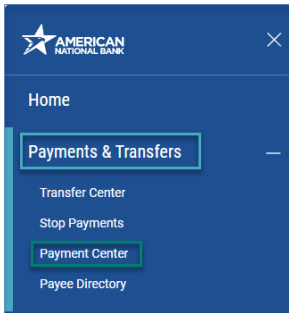 AMERICAN
NATIONAL BANK
Home
Payments & Transfers
Transfer Center
Stop Payments
Payment Center
Payee Directory